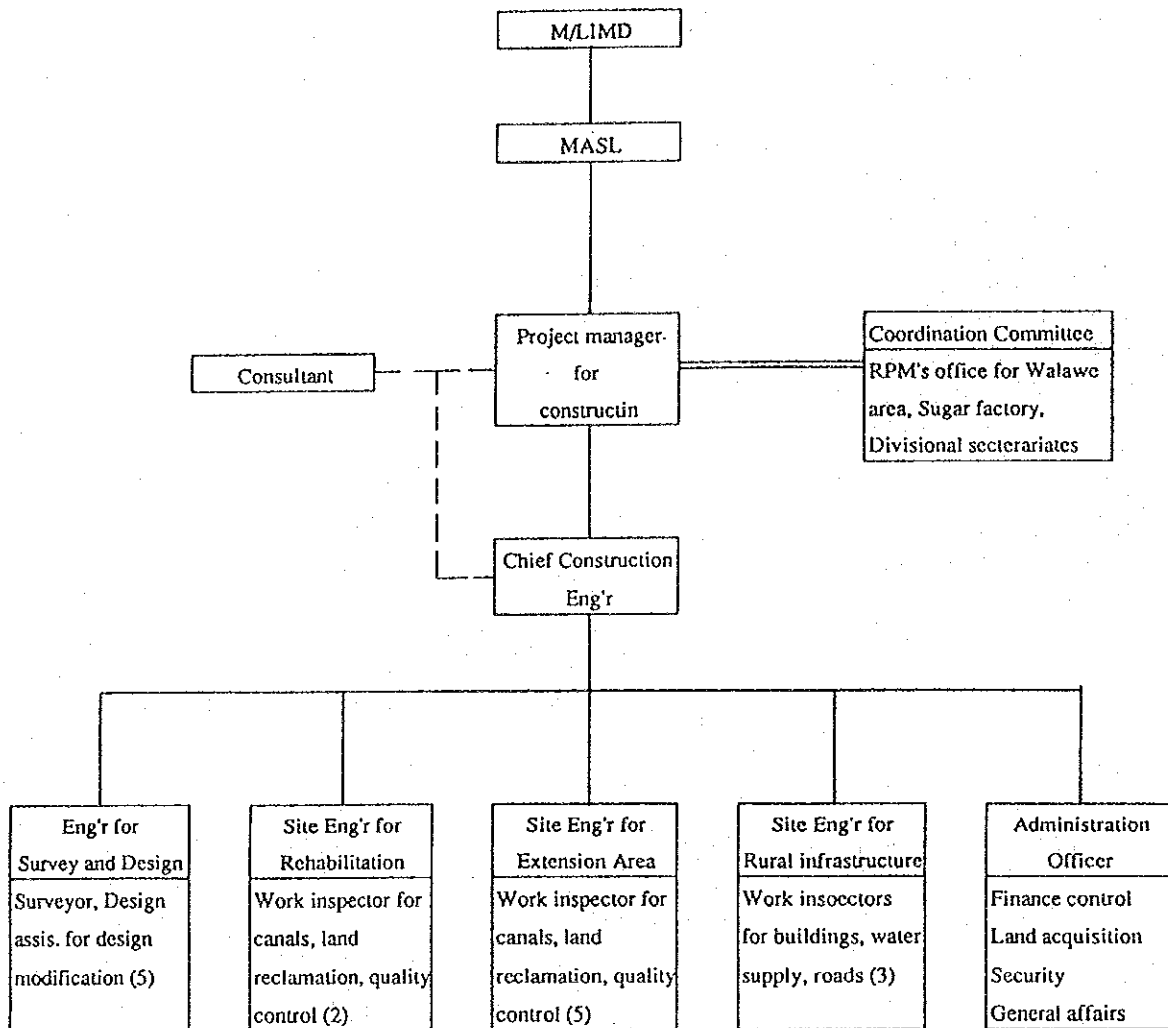 M/LIMD
MASL
Project manager
for
constructin
Consultant
Coordination Committee
RPM's office for Walawe
area, Sugar factory,
Divisional secterariates
Chief Construction
Eng'r
Eng'r for
Survey and Design
Surveyor, Design
assis. for design
modification (5)
Site Eng'r for
Rehabilitation
Work inspector for
canals, land
reclamation, quality
control (2)
Site Eng'r for
Extension Area
Work inspector for
canals, land
reclamation, quality
control (5)
Site Eng'r for
Rural infrastructure
Work insoectors
for buildings, water
supply, roads (3)
Administration
Officer
Finance control
Land acquisition
Security
General affairs